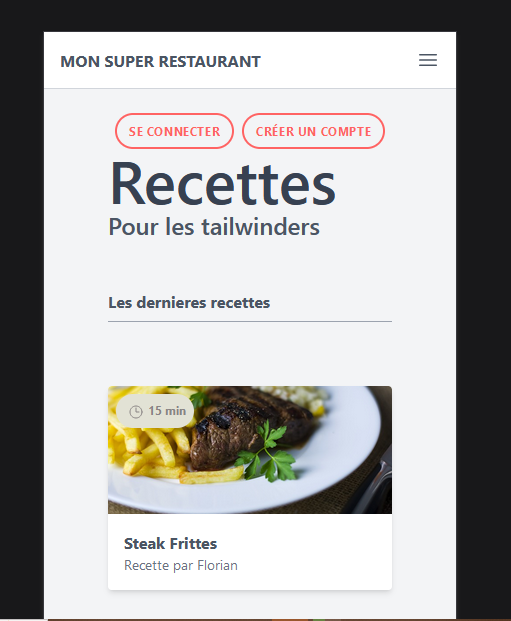 MON SUPER RESTAURANT
SE CONNECTER CRÉER UN COMPTE
Recettes
Pour les tailwinders
Les dernieres recettes
15 min
Steak Frittes
Recette par Florian